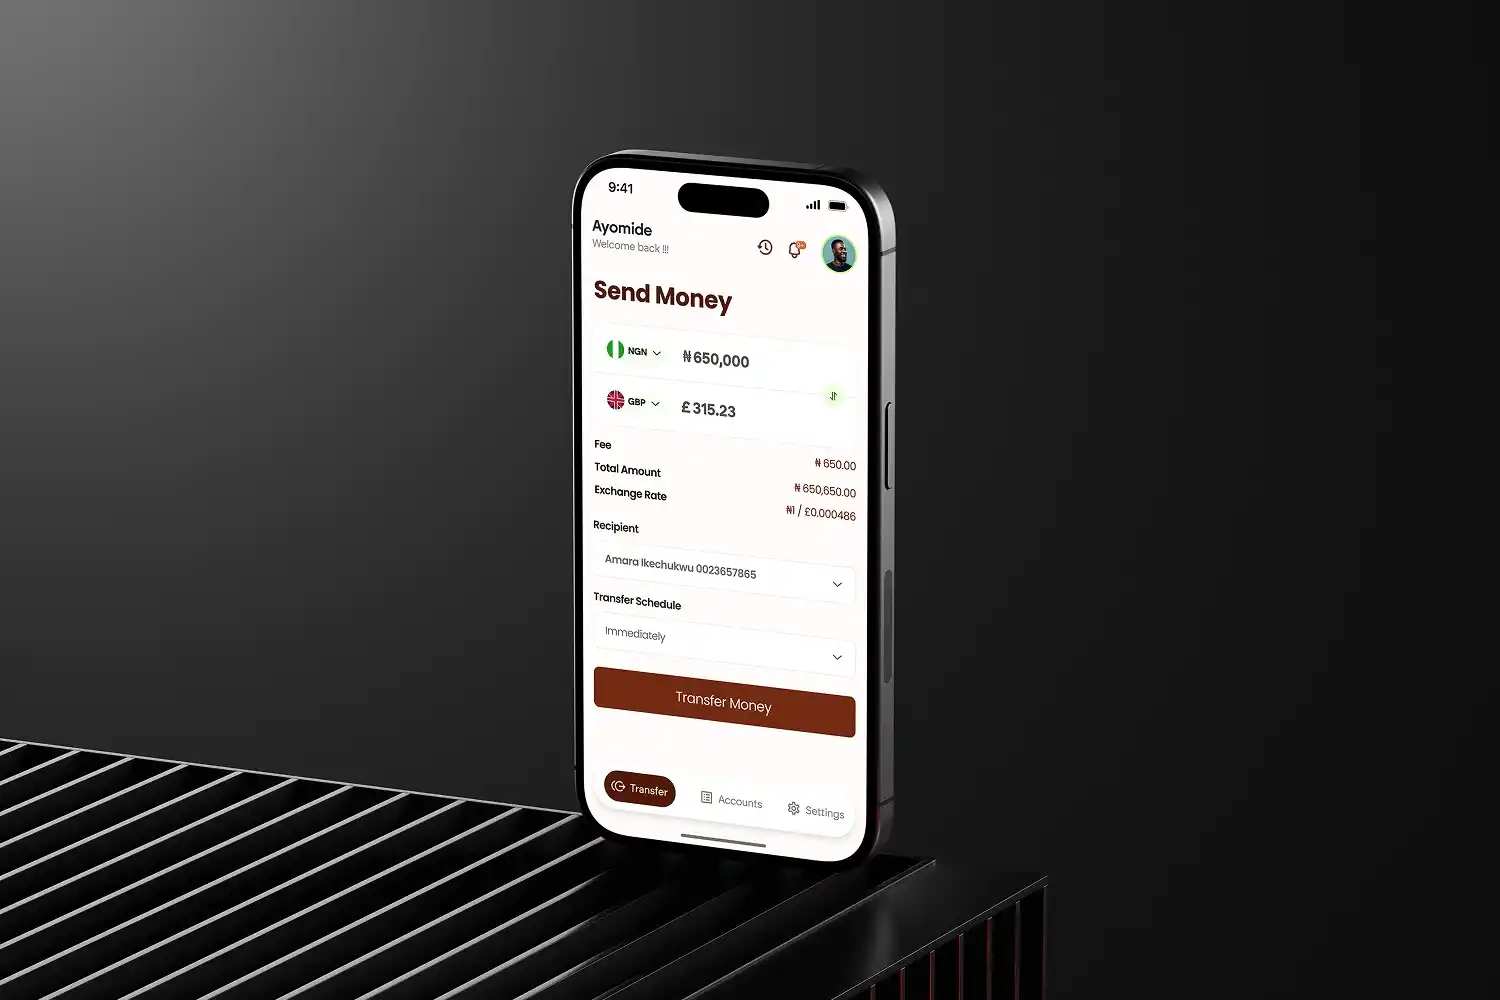 9:41
Ayomide
Welcome back !!!
9+
Send Money
NGN ₦650,000
GBP £315.23
Fee ₦650.00
Total Amount ₦650,650.00
Exchange Rate ₦1 / £0.000486
Recipient
Amara Ikechukwu 0023657865
Transfer Schedule
Immediately
Transfer Money
Transfer Accounts Settings